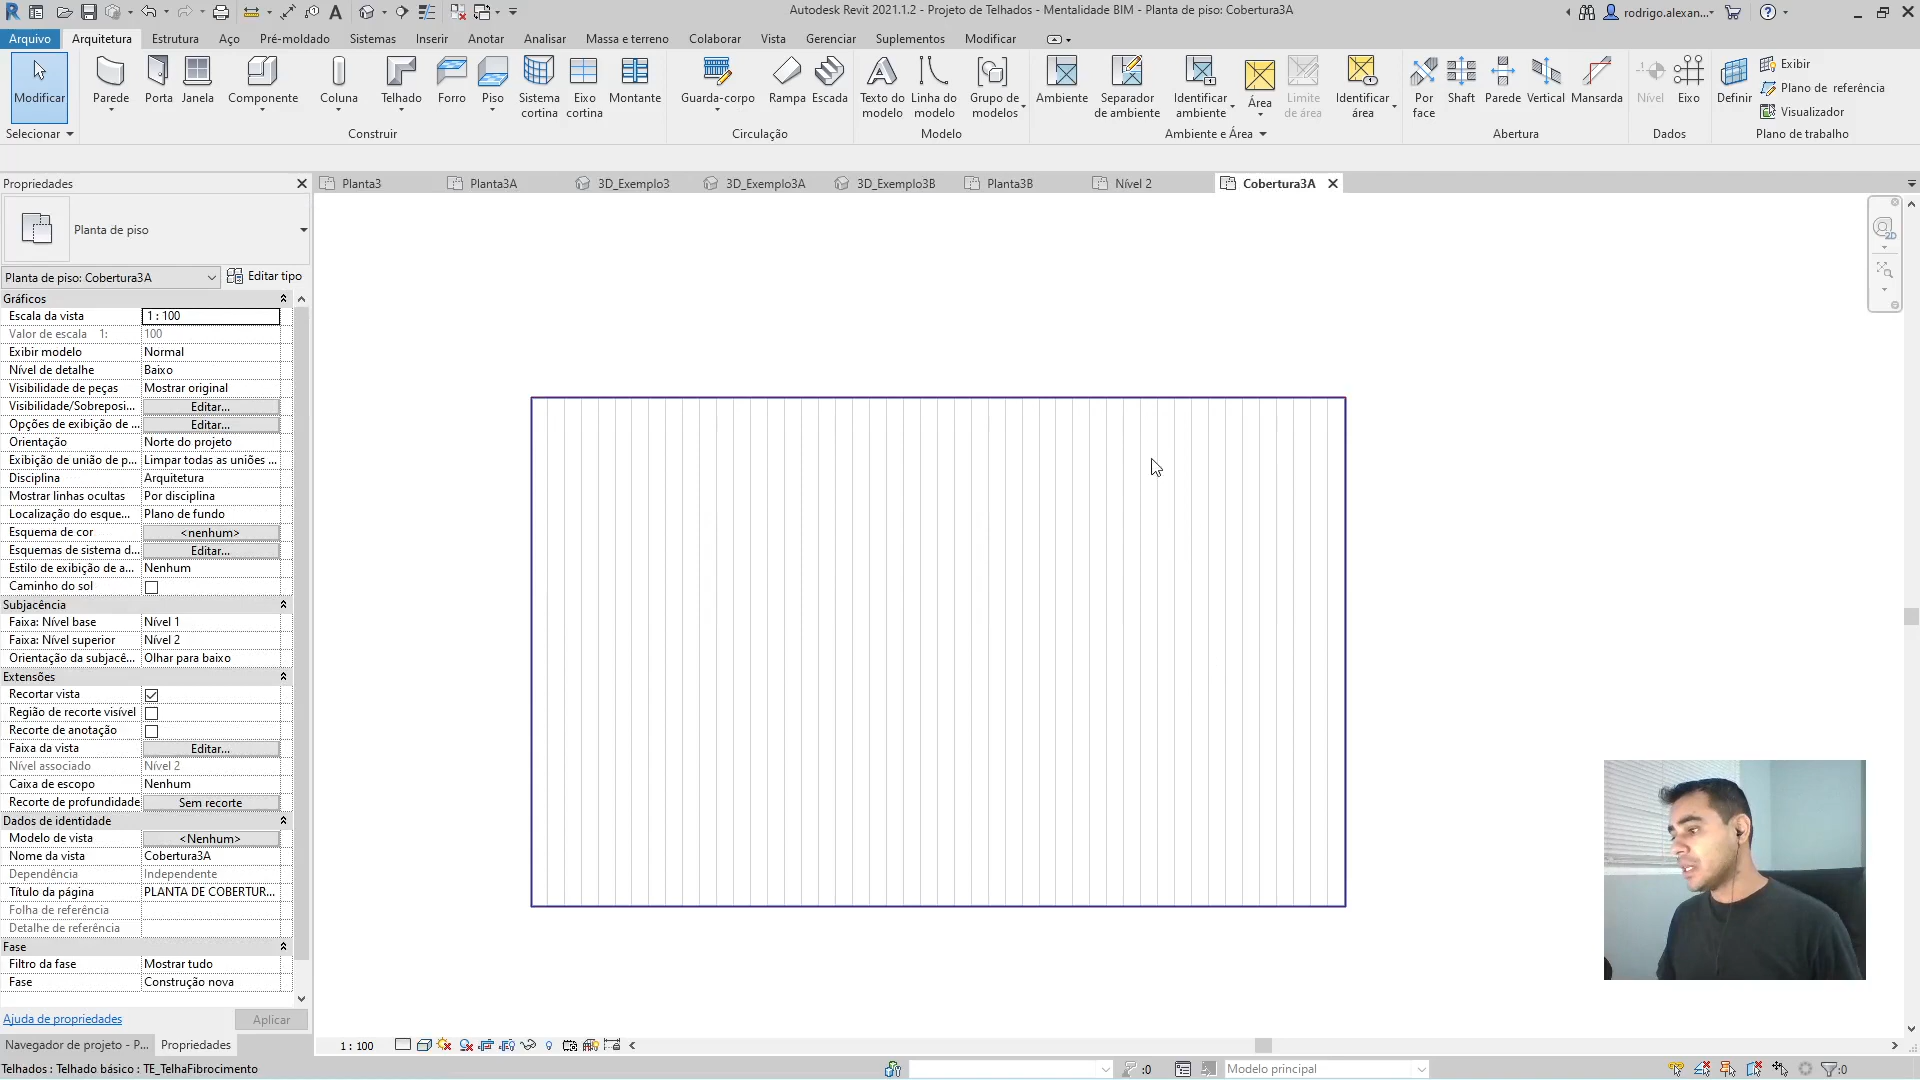 Autodesk Revit 2021.1.2 - Projeto de Telhados - Mentalidade BIM - Planta de piso: Cobertura3A
rodrigo.alexan...
Arquivo Arquitetura Estrutura Aço Pré-moldado Sistemas Inserir Anotar Analisar Massa e terreno Colaborar Vista Gerenciar Suplementos Modificar
Modificar Parede Porta Janela Componente Coluna Telhado Forro Piso Sistema cortina Eixo cortina Montante Guarda-corpo Rampa Escada Texto do modelo Linha do modelo Grupo de modelos Ambiente Separador de ambiente Identificar ambiente Área Limite de área Identificar área Por face Shaft Parede Vertical Mansarda Nível Eixo Definir Exibir
Plano de referência
Visualizador
Selecionar Construir Circulação Modelo Ambiente e Área Abertura Dados Plano de trabalho
Propriedades
Planta3 Planta3A 3D_Exemplo3 3D_Exemplo3A 3D_Exemplo3B Planta3B Nível 2 Cobertura3A
2D
Planta de piso
Planta de piso: Cobertura3A Editar tipo
Gráficos
Escala da vista 1 : 100
Valor de escala 1: 100
Exibir modelo Normal
Nível de detalhe Baixo
Visibilidade de peças Mostrar original
Visibilidade/Sobreposi... Editar...
Opções de exibição de ... Editar...
Orientação Norte do projeto
Exibição de união de p... Limpar todas as uniões ...
Disciplina Arquitetura
Mostrar linhas ocultas Por disciplina
Localização do esque... Plano de fundo
Esquema de cor <nenhum>
Esquemas de sistema d... Editar...
Estilo de exibição de a... Nenhum
Caminho do sol
Subjacência
Faixa: Nível base Nível 1
Faixa: Nível superior Nível 2
Orientação da subjacê... Olhar para baixo
Extensões
Recortar vista
Região de recorte visível
Recorte de anotação
Faixa da vista Editar...
Nível associado Nível 2
Caixa de escopo Nenhum
Recorte de profundidade Sem recorte
Dados de identidade
Modelo de vista <Nenhum>
Nome da vista Cobertura3A
Dependência Independente
Título da página PLANTA DE COBERTUR...
Folha de referência
Detalhe de referência
Fase
Filtro da fase Mostrar tudo
Fase Construção nova
Ajuda de propriedades Aplicar
Navegador de projeto - P... Propriedades
1 : 100
Telhados : Telhado básico : TE_TelhaFibrocimento
:0
Modelo principal
:0